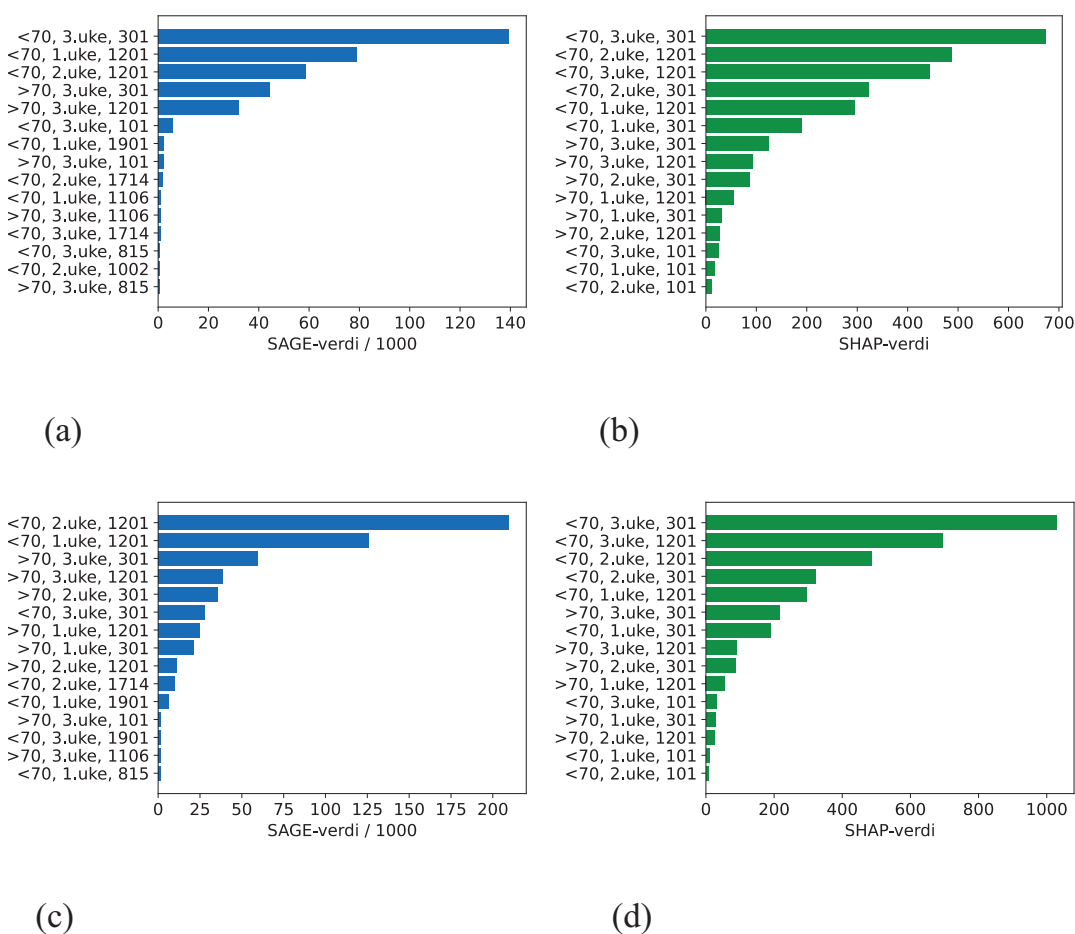 <70, 3.uke, 301
<70, 1.uke, 1201
<70, 2.uke, 1201
>70, 3.uke, 301
>70, 3.uke, 1201
<70, 3.uke, 101
<70, 1.uke, 1901
>70, 3.uke, 101
<70, 2.uke, 1714
<70, 1.uke, 1106
>70, 3.uke, 1106
<70, 3.uke, 1714
<70, 3.uke, 815
<70, 2.uke, 1002
>70, 3.uke, 815
0 20 40 60 80 100 120 140
SAGE-verdi / 1000
(a)
<70, 3.uke, 301
<70, 2.uke, 1201
<70, 3.uke, 1201
<70, 2.uke, 301
<70, 1.uke, 1201
<70, 1.uke, 301
>70, 3.uke, 301
>70, 3.uke, 1201
>70, 2.uke, 301
>70, 1.uke, 1201
>70, 1.uke, 301
>70, 2.uke, 1201
<70, 3.uke, 101
<70, 1.uke, 101
<70, 2.uke, 101
0 100 200 300 400 500 600 700
SHAP-verdi
(b)
<70, 2.uke, 1201
<70, 1.uke, 1201
>70, 3.uke, 301
>70, 3.uke, 1201
>70, 2.uke, 301
<70, 3.uke, 301
>70, 1.uke, 1201
>70, 1.uke, 301
>70, 2.uke, 1201
<70, 2.uke, 1714
<70, 1.uke, 1901
>70, 3.uke, 101
<70, 3.uke, 1901
>70, 3.uke, 1106
<70, 1.uke, 815
0 25 50 75 100 125 150 175 200
SAGE-verdi / 1000
(c)
<70, 3.uke, 301
<70, 3.uke, 1201
<70, 2.uke, 1201
<70, 2.uke, 301
<70, 1.uke, 1201
>70, 3.uke, 301
<70, 1.uke, 301
>70, 3.uke, 1201
>70, 2.uke, 301
>70, 1.uke, 1201
<70, 3.uke, 101
>70, 1.uke, 301
>70, 2.uke, 1201
<70, 1.uke, 101
<70, 2.uke, 101
0 200 400 600 800 1000
SHAP-verdi
(d)